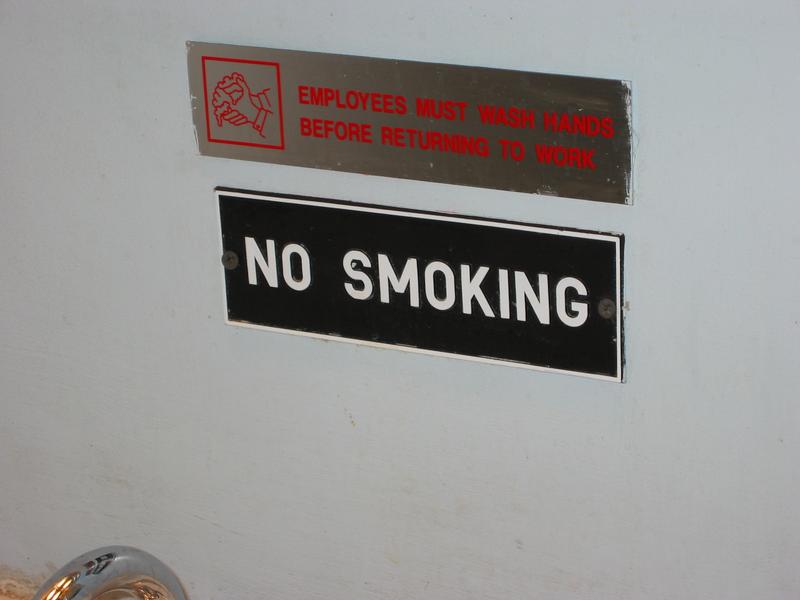 EMPLOYEES MUST WASH HANDS
BEFORE RETURNING TO WORK
NO SMOKING